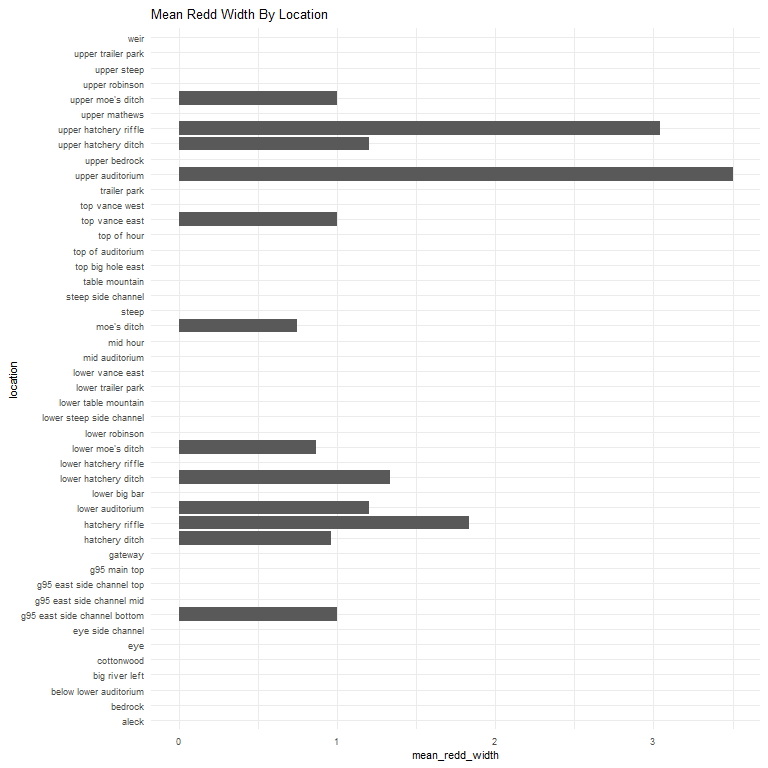 Mean Redd Width By Location
weir
upper trailer park
upper steep
upper robinson
upper moe's ditch
upper mathews
upper hatchery riffle
upper hatchery ditch
upper bedrock
upper auditorium
trailer park
top vance west
top vance east
top of hour
top of auditorium
top big hole east
table mountain
steep side channel
steep
moe's ditch
mid hour
mid auditorium
lower vance east
lower trailer park
lower table mountain
lower steep side channel
lower robinson
lower moe's ditch
lower hatchery riffle
lower hatchery ditch
lower big bar
lower auditorium
hatchery riffle
hatchery ditch
gateway
g95 main top
g95 east side channel top
g95 east side channel mid
g95 east side channel bottom
eye side channel
eye
cottonwood
big river left
below lower auditorium
bedrock
aleck
location
0 1 2 3
mean_redd_width